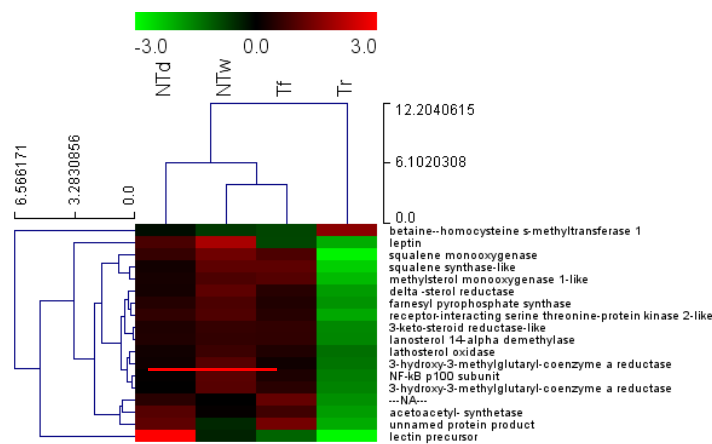 -3.0 0.0 3.0
NTd NTw Tf Tr
12.2040615
6.1020308
0.0
6.566171
3.2830856
0.0
betaine--homocysteine s-methyltransferase 1
leptin
squalene monooxygenase
squalene synthase-like
methylsterol monooxygenase 1-like
delta -sterol reductase
farnesyl pyrophosphate synthase
receptor-interacting serine threonine-protein kinase 2-like
3-keto-steroid reductase-like
lanosterol 14-alpha demethylase
lathosterol oxidase
3-hydroxy-3-methylglutaryl-coenzyme a reductase
NF-kB p100 subunit
3-hydroxy-3-methylglutaryl-coenzyme a reductase
---NA---
acetoacetyl- synthetase
unnamed protein product
lectin precursor